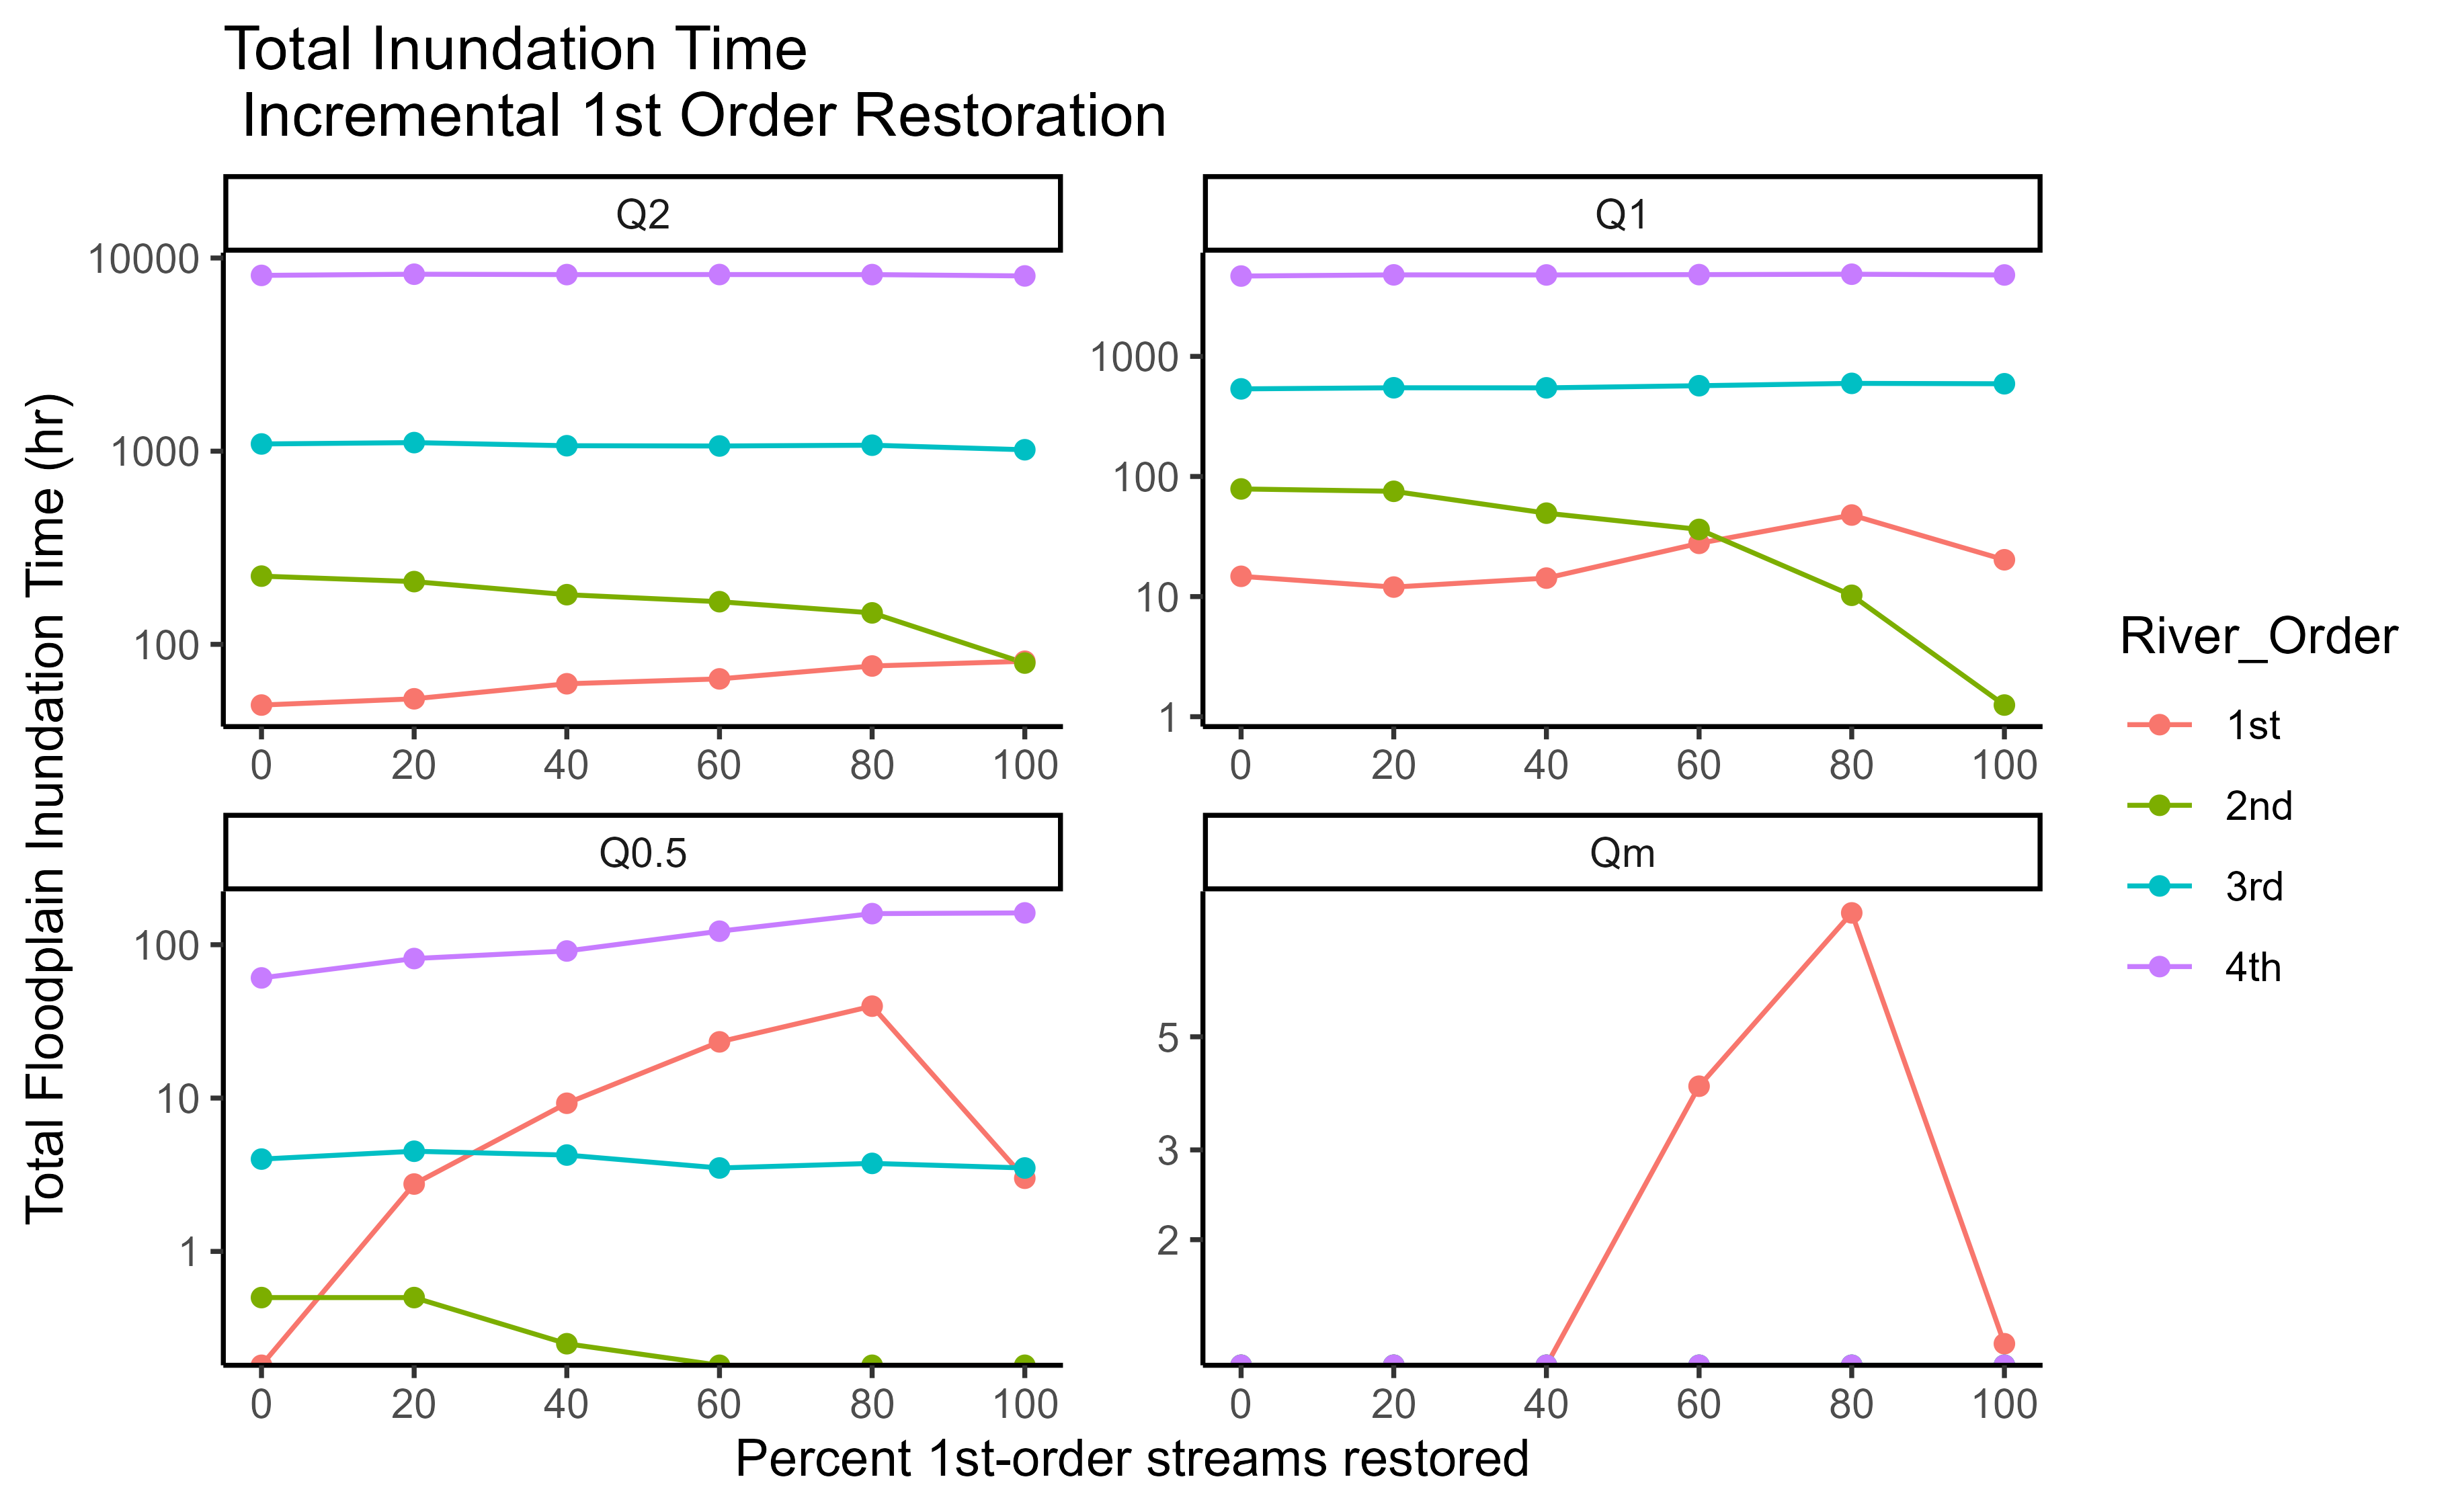 Total Inundation Time
Incremental 1st Order Restoration
Total Floodplain Inundation Time (hr)
Q2
10000
1000
100
0 20 40 60 80 100
Q1
1000
100
10
1
0 20 40 60 80 100
Q0.5
100
10
1
0 20 40 60 80 100
Qm
5
3
2
0 20 40 60 80 100
Percent 1st-order streams restored
River_Order
1st
2nd
3rd
4th